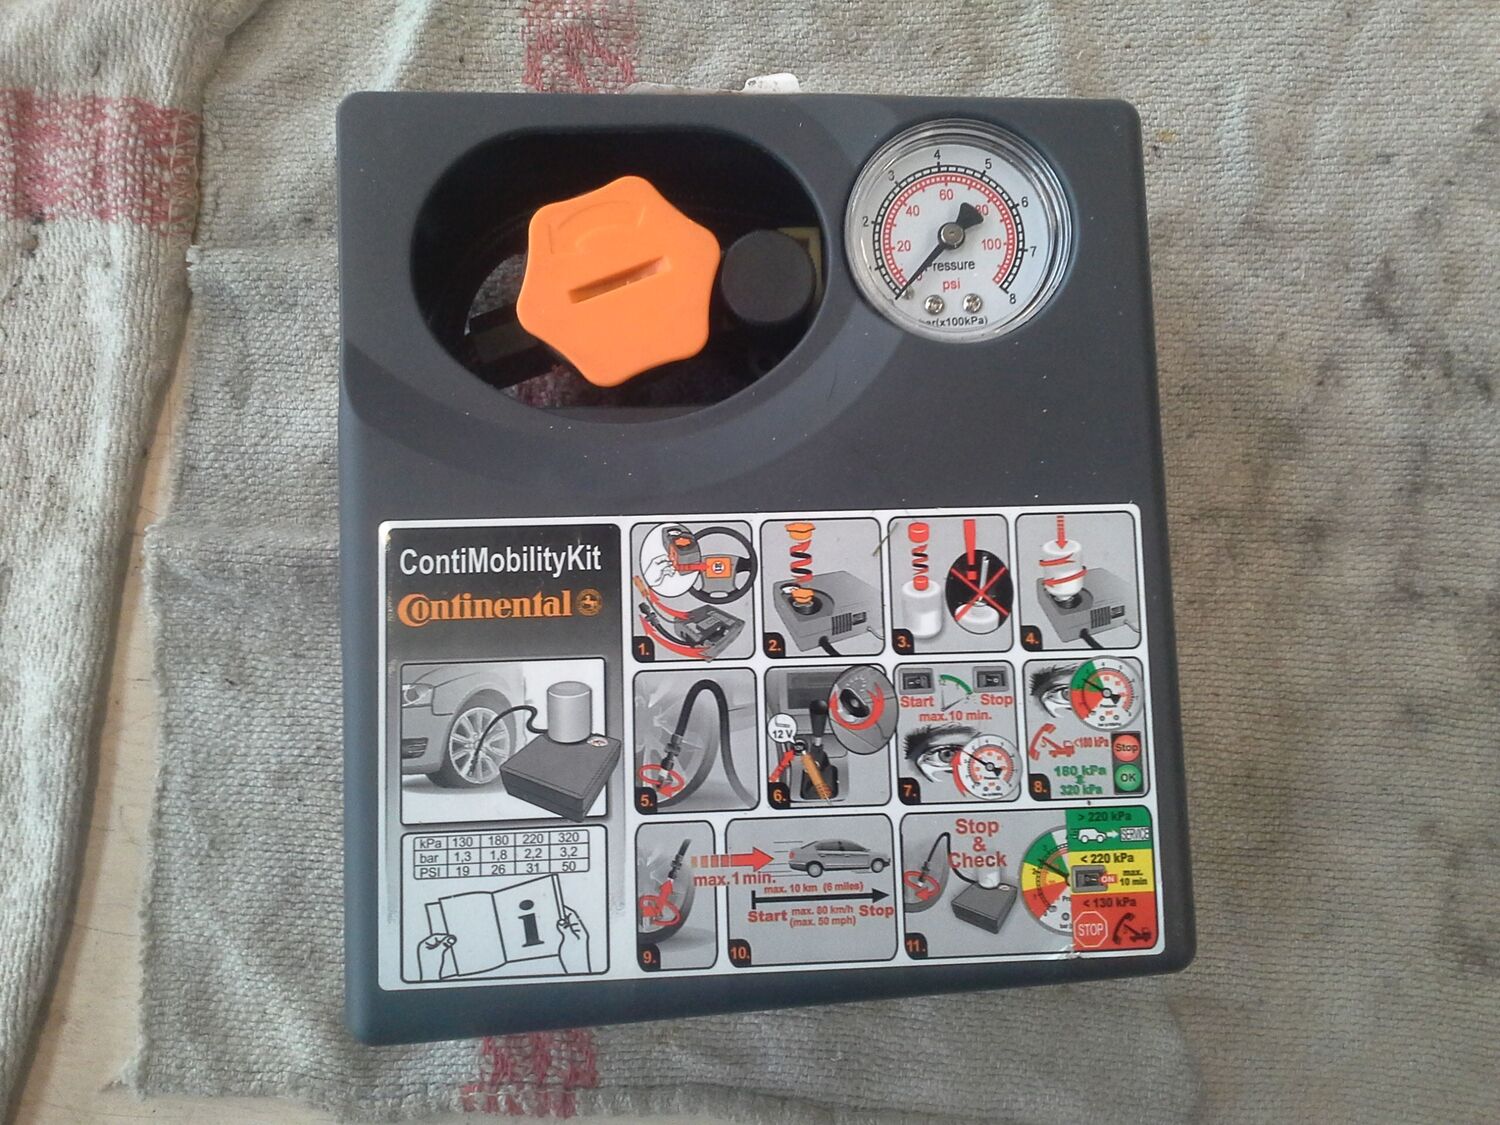 4
3 5
2 6
7
8
60
40 80
20 100
Pressure
psi
bar(x100kPa)
ContiMobilityKit
Continental
kPa 130 180 220 320
bar 1,3 1,8 2,2 3,2
PSI 19 26 31 50
i
1.
2.
3.
!
4.
5.
12 V
6.
Start Stop
max.10 min.
7.
<180 kPa
Stop
180 kPa
320 kPa
OK
8.
9.
max.1 min.
max. 10 km (6 miles)
Start max. 80 km/h Stop
(max. 50 mph)
10.
Stop
&
Check
11.
> 220 kPa
SERVICE
< 220 kPa
ON max.
10 min
< 130 kPa
STOP